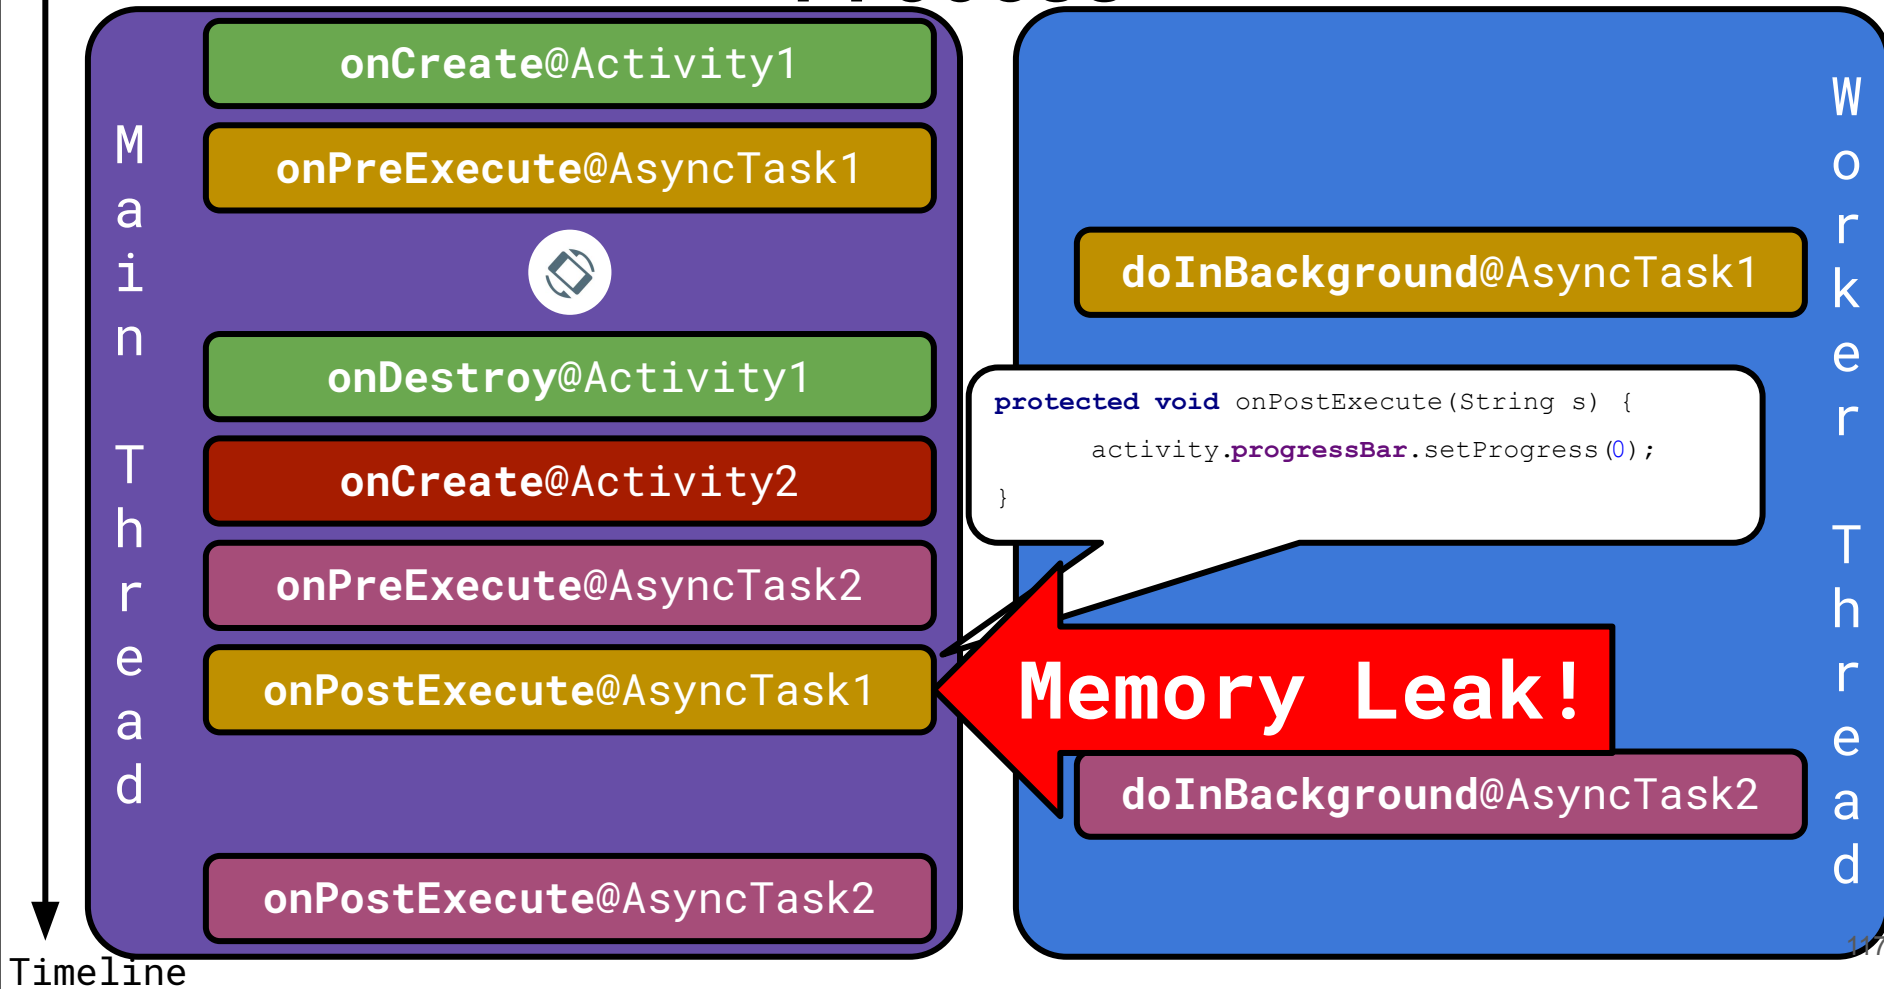 onCreate@Activity1
onPreExecute@AsyncTask1
onDestroy@Activity1
onCreate@Activity2
onPreExecute@AsyncTask2
onPostExecute@AsyncTask1
onPostExecute@AsyncTask2
Main Thread
doInBackground@AsyncTask1
protected void onPostExecute(String s) {
activity.progressBar.setProgress(0);
}
Memory Leak!
doInBackground@AsyncTask2
Worker Thread
117
Timeline